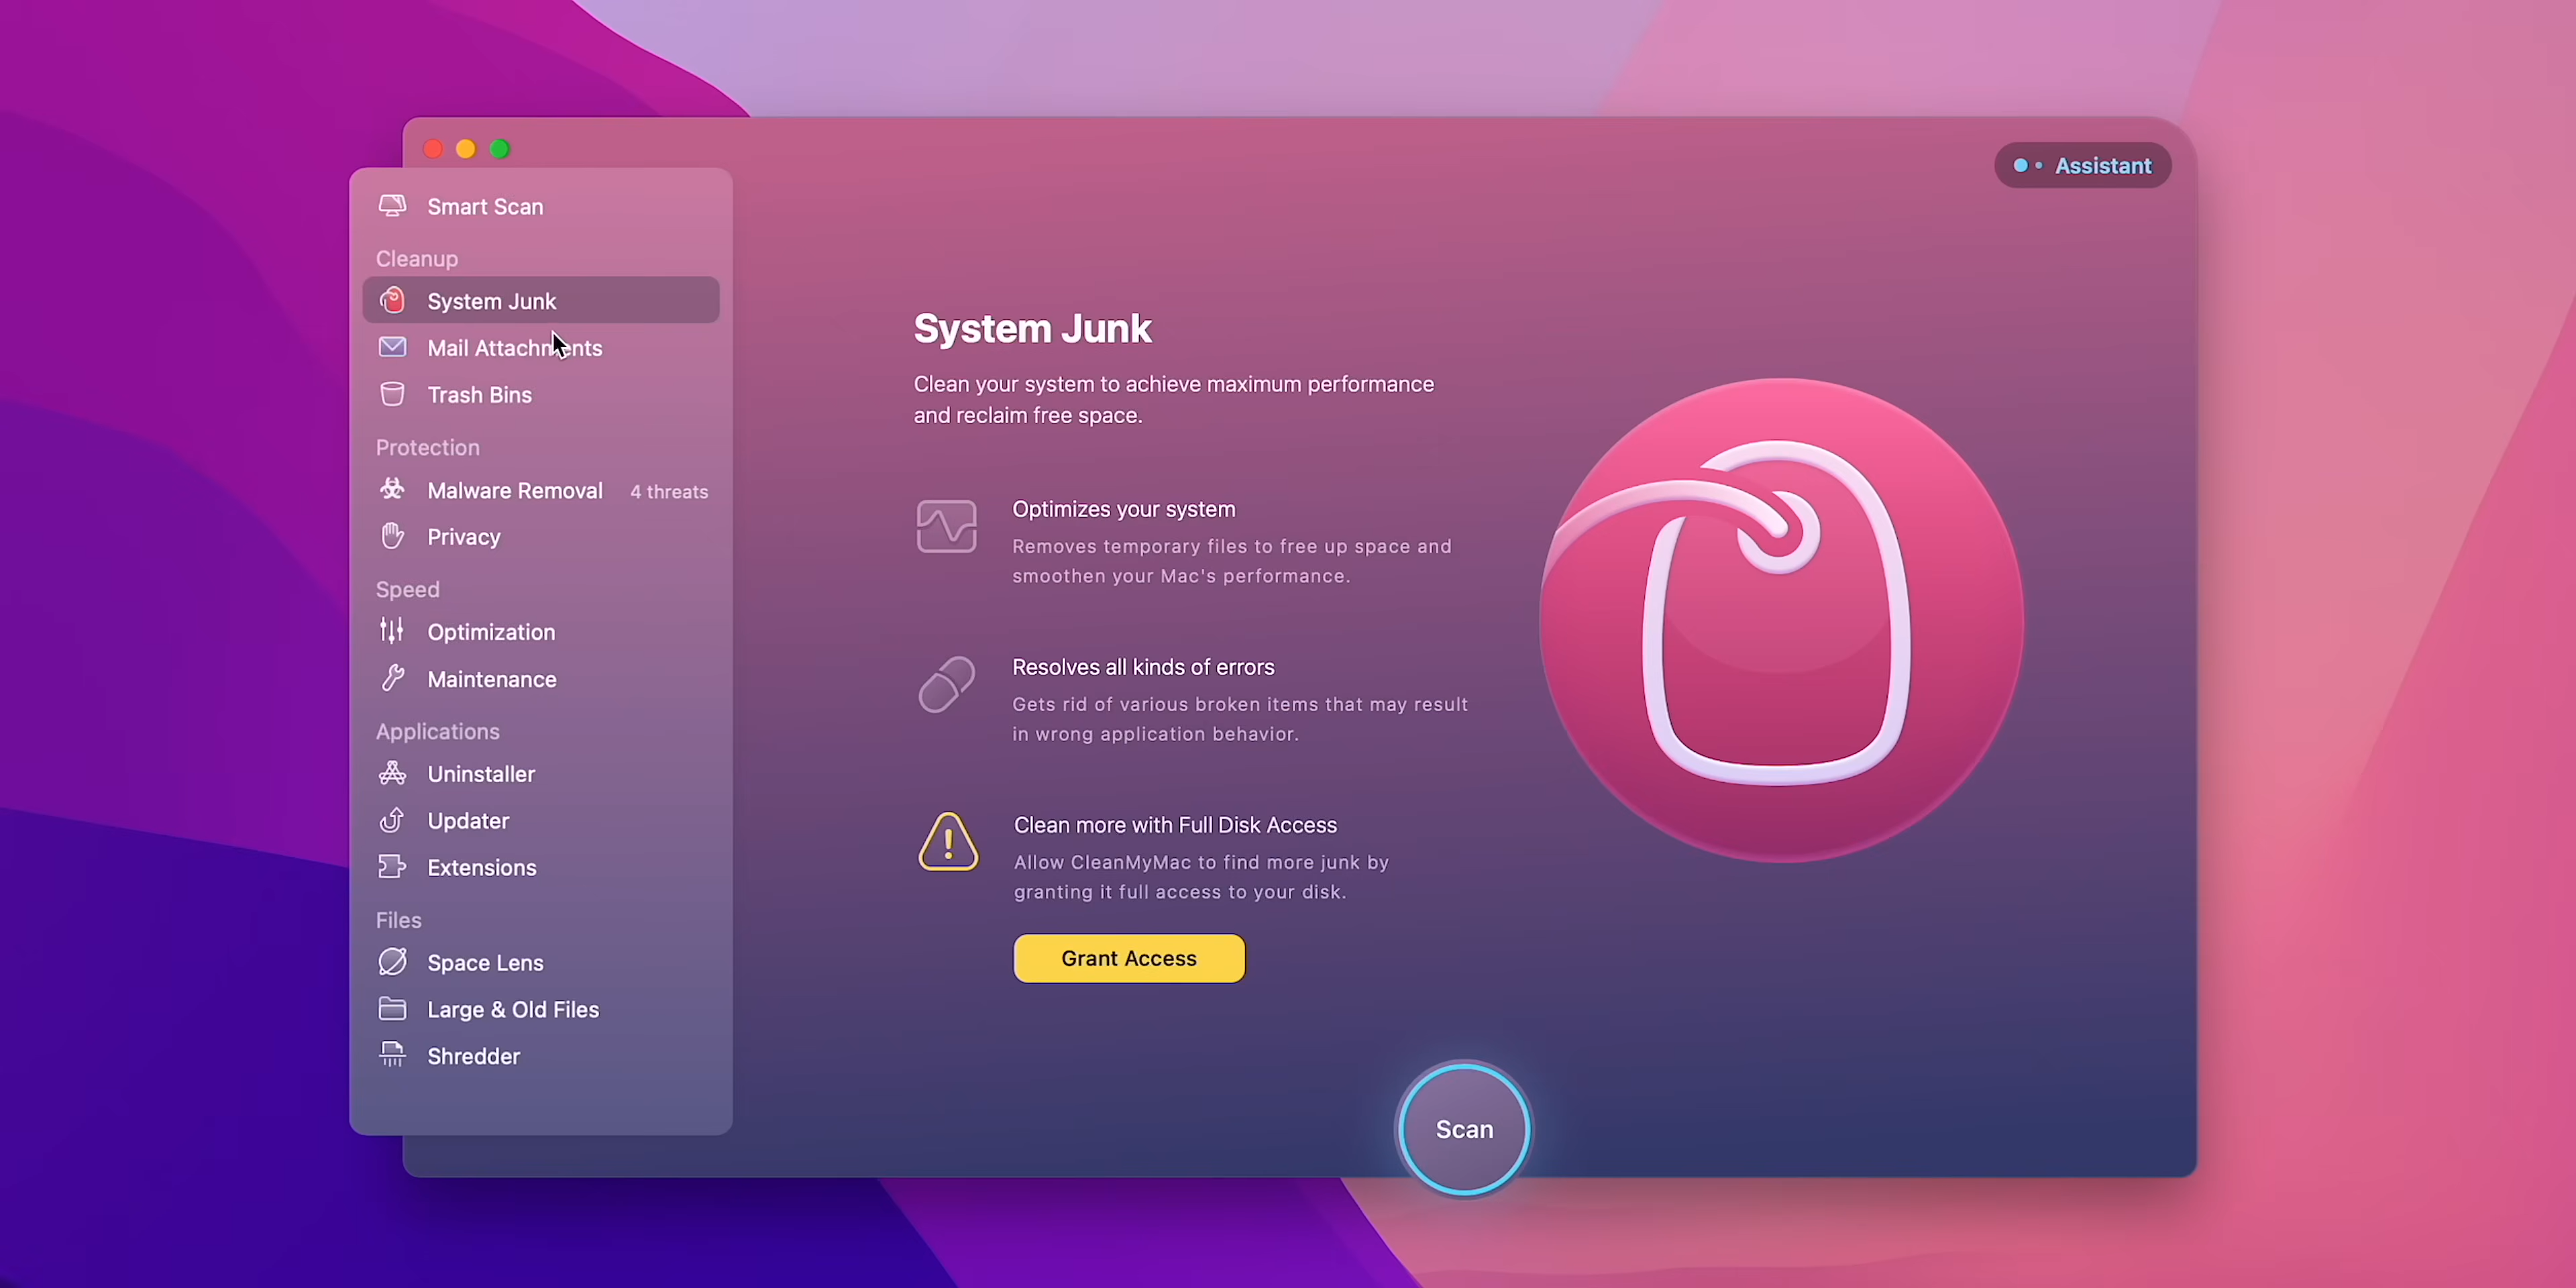 Smart Scan
Cleanup
System Junk
Mail Attachments
Trash Bins
Protection
Malware Removal 4 threats
Privacy
Speed
Optimization
Maintenance
Applications
Uninstaller
Updater
Extensions
Files
Space Lens
Large & Old Files
Shredder
Assistant
System Junk
Clean your system to achieve maximum performance
and reclaim free space.
Optimizes your system
Removes temporary files to free up space and
smoothen your Mac's performance.
Resolves all kinds of errors
Gets rid of various broken items that may result
in wrong application behavior.
Clean more with Full Disk Access
Allow CleanMyMac to find more junk by
granting it full access to your disk.
Grant Access
Scan